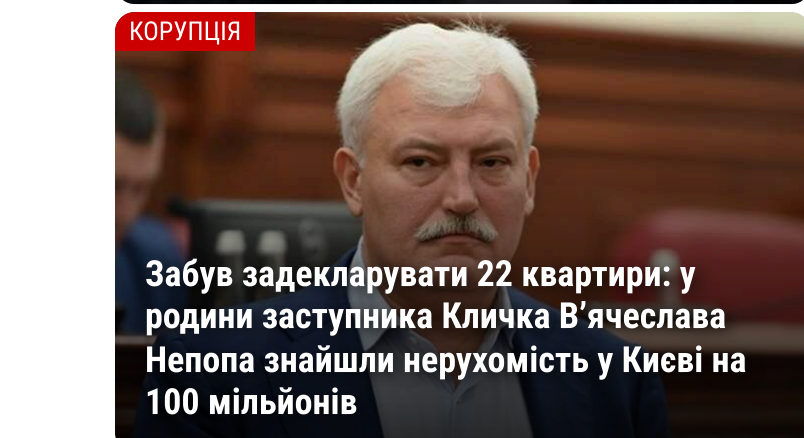 КОРУПЦІЯ
Забув задекларувати 22 квартири: у
родини заступника Кличка В’ячеслава
Непопа знайшли нерухомість у Києві на
100 мільйонів